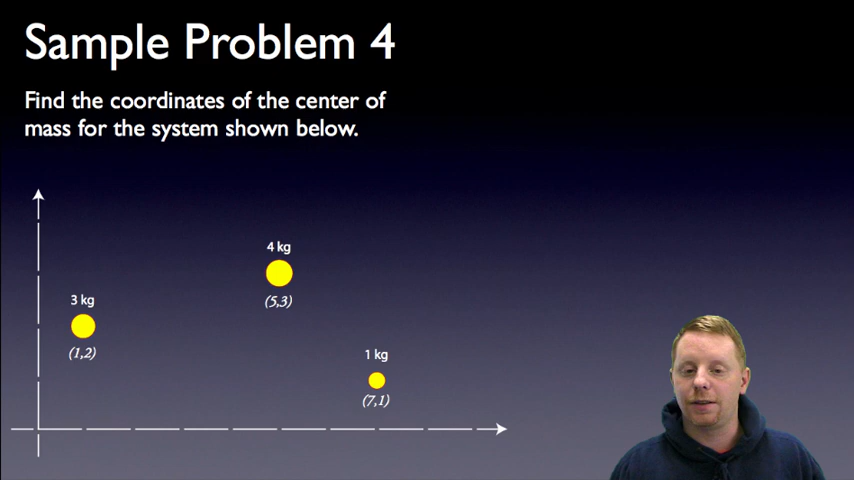 Sample Problem 4
Find the coordinates of the center of
mass for the system shown below.
4 kg
(5,3)
3 kg
(1,2)
1 kg
(7,1)